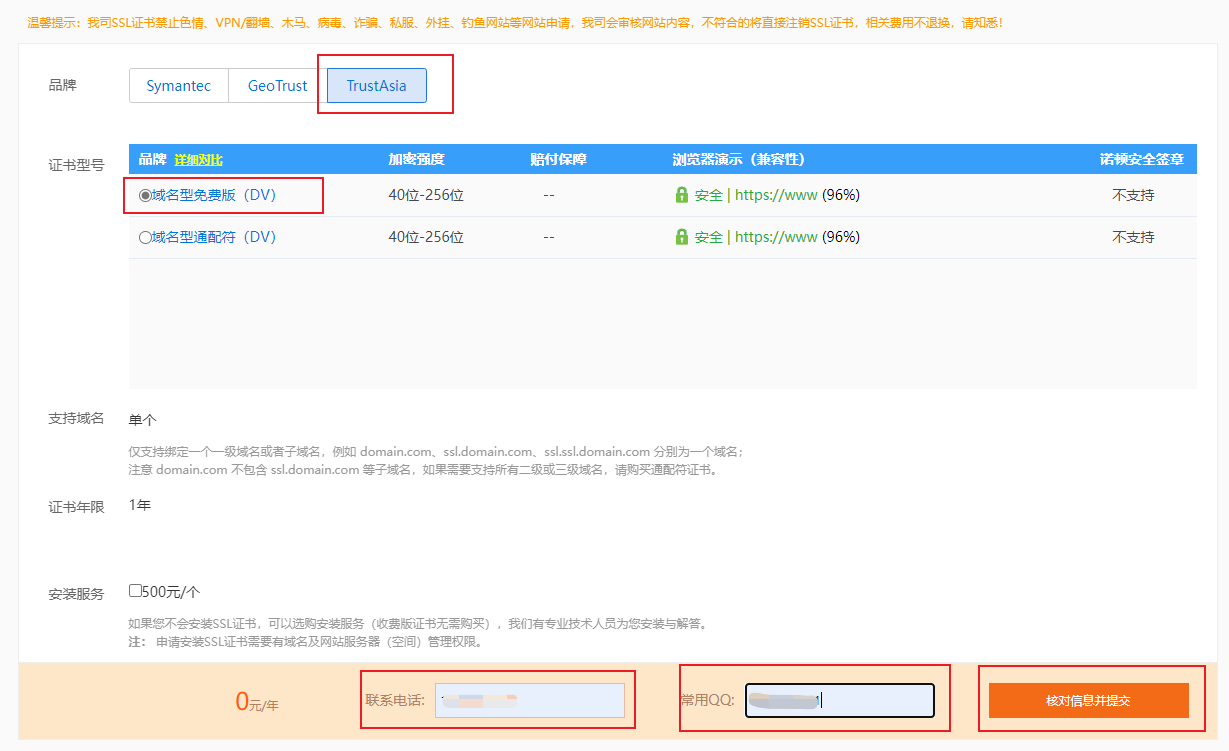 温馨提示：我司SSL证书禁止色情、VPN/翻墙、木马、病毒、诈骗、私服、外挂、钓鱼网站等网站申请，我司会审核网站内容，不符合的将直接注销SSL证书，相关费用不退换，请知悉！
品牌 Symantec GeoTrust TrustAsia
证书型号 品牌 详细对比 加密强度 赔付保障 浏览器演示（兼容性） 诺顿安全签章
域名型免费版（DV） 40位-256位 -- 安全 | https://www (96%) 不支持
域名型通配符（DV） 40位-256位 -- 安全 | https://www (96%) 不支持
支持域名 单个
仅支持绑定一个一级域名或者子域名，例如 domain.com、ssl.domain.com、ssl.ssl.domain.com 分别为一个域名；
注意 domain.com 不包含 ssl.domain.com 等子域名，如果需要支持所有二级或三级域名，请购买通配符证书。
证书年限 1年
安装服务 500元/个
如果您不会安装SSL证书，可以选购安装服务（收费版证书无需购买），我们有专业技术人员为您安装与解答。
注： 申请安装SSL证书需要有域名及网站服务器（空间）管理权限。
0元/年 联系电话: 常用QQ: 核对信息并提交